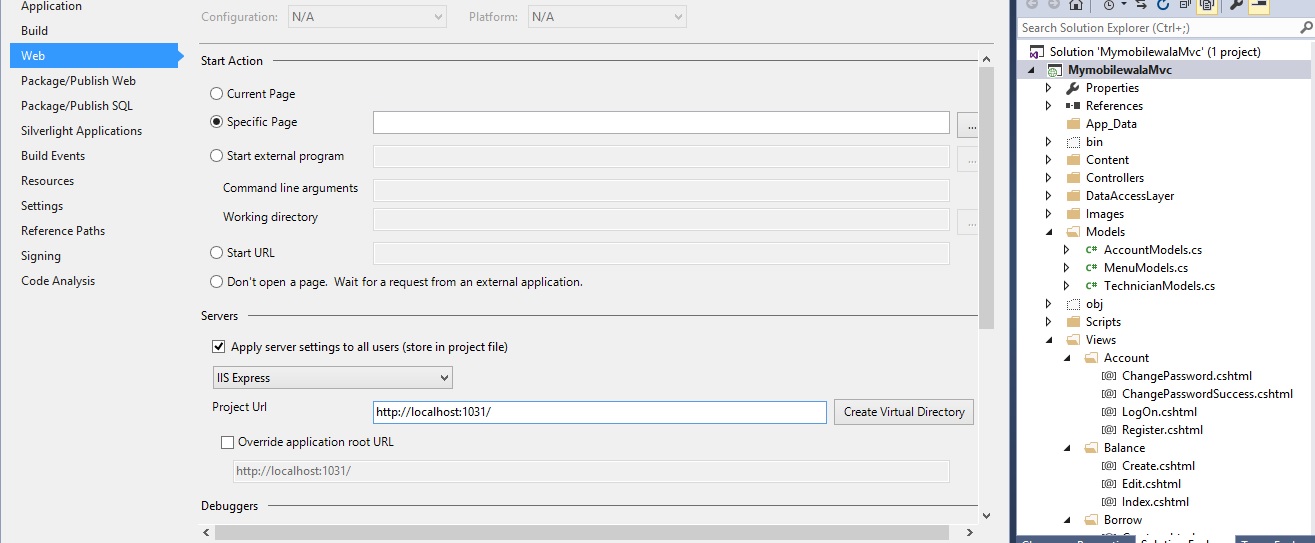 Application
Build
Web
Package/Publish Web
Package/Publish SQL
Silverlight Applications
Build Events
Resources
Settings
Reference Paths
Signing
Code Analysis
Configuration: N/A Platform: N/A
Start Action
Current Page
Specific Page ...
Start external program ...
Command line arguments
Working directory ...
Start URL
Don't open a page. Wait for a request from an external application.
Servers
Apply server settings to all users (store in project file)
IIS Express
Project Url http://localhost:1031/ Create Virtual Directory
Override application root URL
http://localhost:1031/
Debuggers
Search Solution Explorer (Ctrl+;)
Solution 'MymobilewalaMvc' (1 project)
MymobilewalaMvc
Properties
References
App_Data
bin
Content
Controllers
DataAccessLayer
Images
Models
C# AccountModels.cs
C# MenuModels.cs
C# TechnicianModels.cs
obj
Scripts
Views
Account
[@] ChangePassword.cshtml
[@] ChangePasswordSuccess.cshtml
[@] LogOn.cshtml
[@] Register.cshtml
Balance
[@] Create.cshtml
[@] Edit.cshtml
[@] Index.cshtml
Borrow